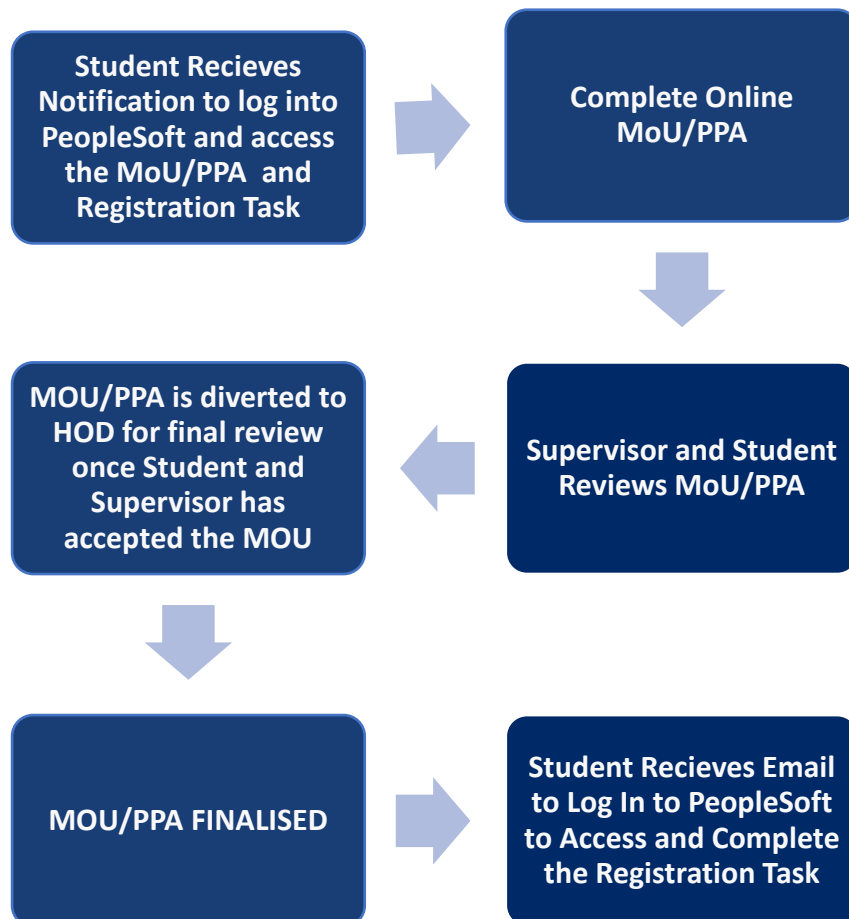 Student Recieves
Notification to log into
PeopleSoft and access
the MoU/PPA and
Registration Task
Complete Online
MoU/PPA
Supervisor and Student
Reviews MoU/PPA
MOU/PPA is diverted to
HOD for final review
once Student and
Supervisor has
accepted the MOU
MOU/PPA FINALISED
Student Recieves Email
to Log In to PeopleSoft
to Access and Complete
the Registration Task